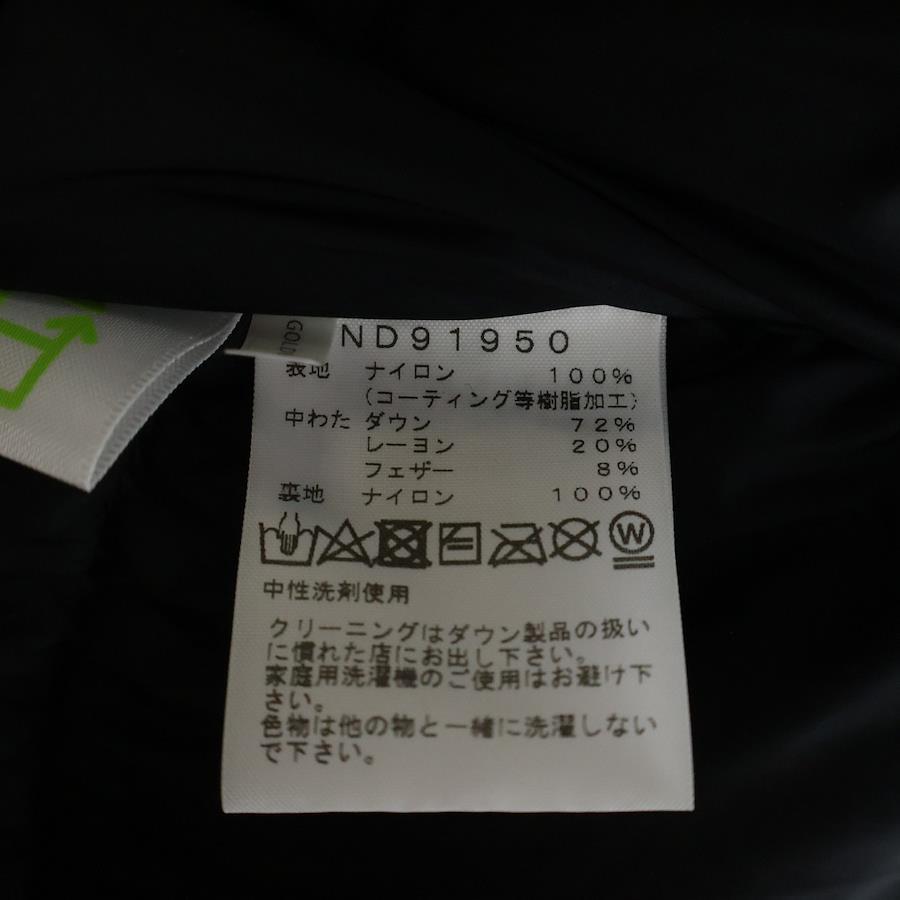 GOLD
ND91950
表地 ナイロン 100%
(コーティング等樹脂加工)
中わた ダウン 72%
レーヨン 20%
フェザー 8%
裏地 ナイロン 100%
W
中性洗剤使用
クリーニングはダウン製品の扱い
に慣れた店にお出し下さい。
家庭用洗濯機のご使用はお避け下
さい。
色物は他の物と一緒に洗濯しない
で下さい。